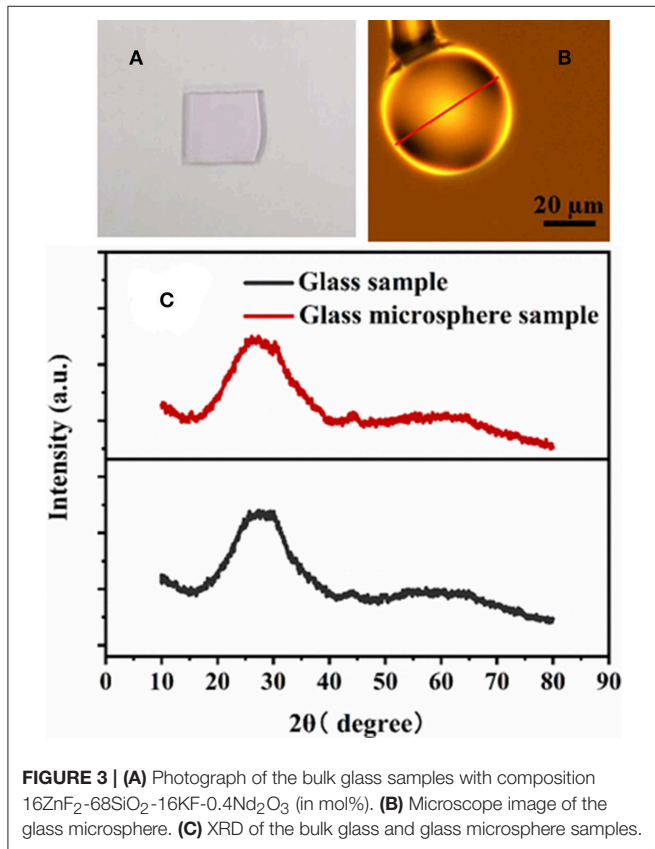 A
B
20 µm
C
Glass sample
Glass microsphere sample
Intensity (a.u.)
0 10 20 30 40 50 60 70 80 90
2θ( degree)
FIGURE 3 | (A) Photograph of the bulk glass samples with composition
16ZnF₂-68SiO₂-16KF-0.4Nd₂O₃ (in mol%). (B) Microscope image of the
glass microsphere. (C) XRD of the bulk glass and glass microsphere samples.